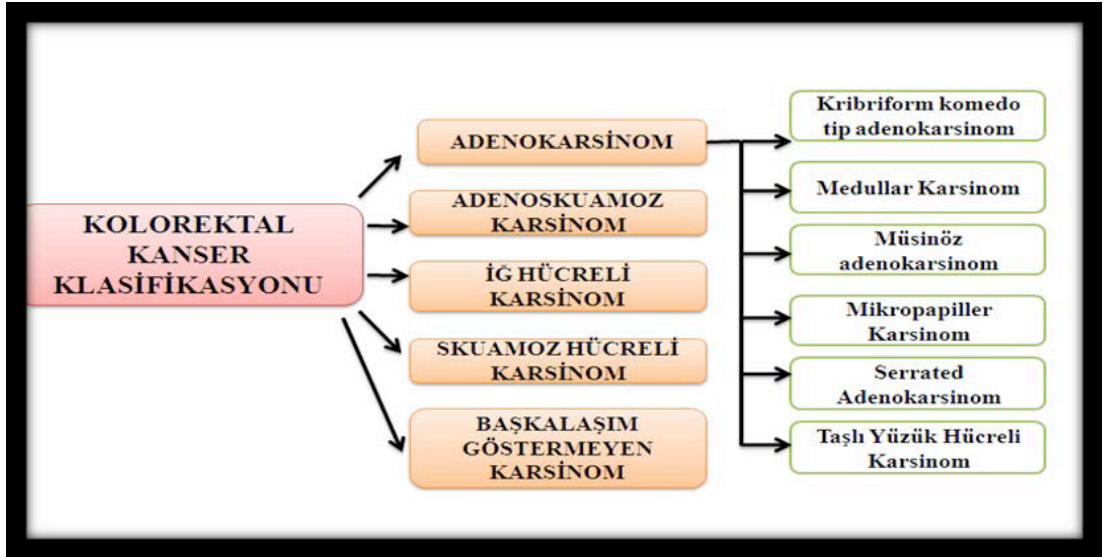 KOLOREKTAL
KANSER
KLASİFİKASYONU
ADENOKARSİNOM
ADENOSKUAMOZ
KARSİNOM
İĞ HÜCRELİ
KARSİNOM
SKUAMOZ HÜCRELİ
KARSİNOM
BAŞKALAŞIM
GÖSTERMEYEN
KARSİNOM
Kribriform komedo
tip adenokarsinom
Medullar Karsinom
Müsinöz
adenokarsinom
Mikropapiller
Karsinom
Serrated
Adenokarsinom
Taşlı Yüzük Hücreli
Karsinom